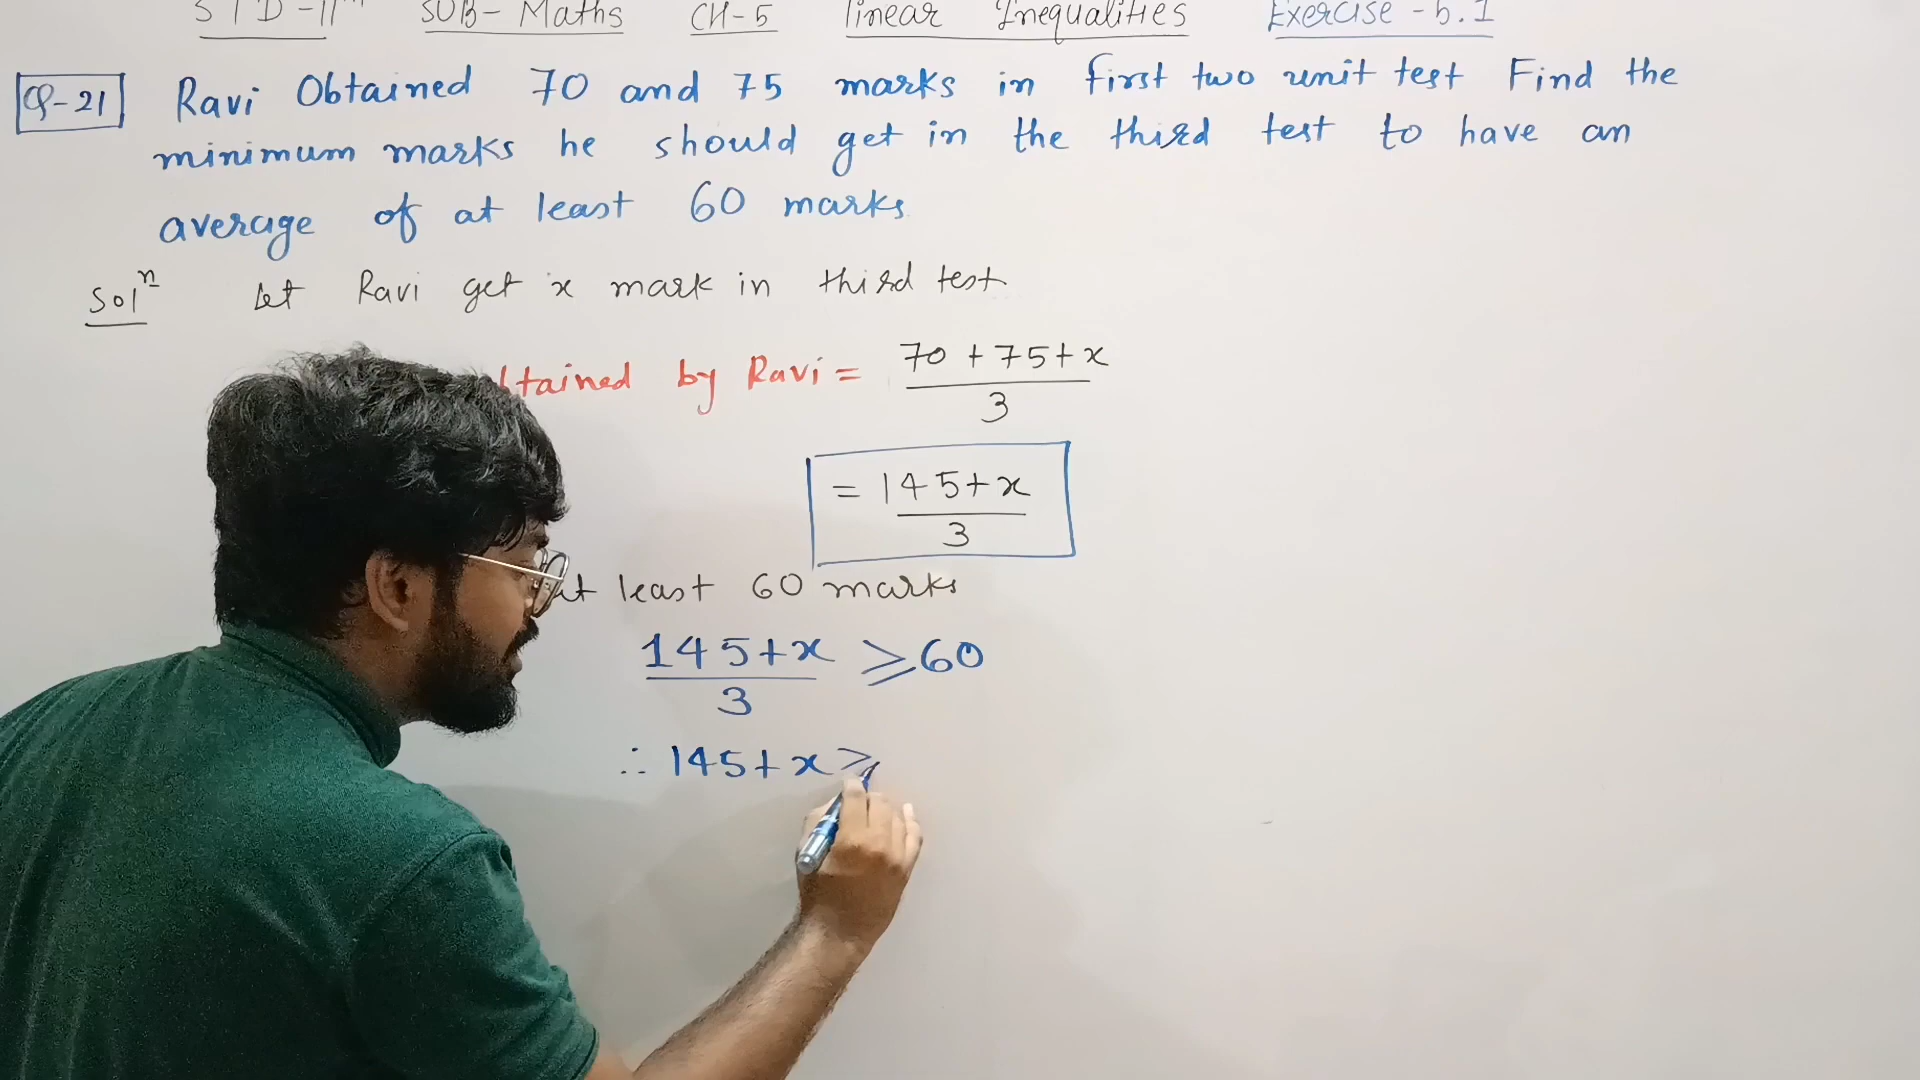 STD-11th SUB- Maths CH-5 linear Inequalities Exercise -5.1
Q-21 Ravi Obtained 70 and 75 marks in first two unit test Find the
minimum marks he should get in the third test to have an
average of at least 60 marks
Solⁿ Let Ravi get x mark in third test
by Ravi = 70 + 75 + x / 3
= 145 + x / 3
least 60 marks
145 + x / 3 ≥ 60
∴ 145 + x ≥